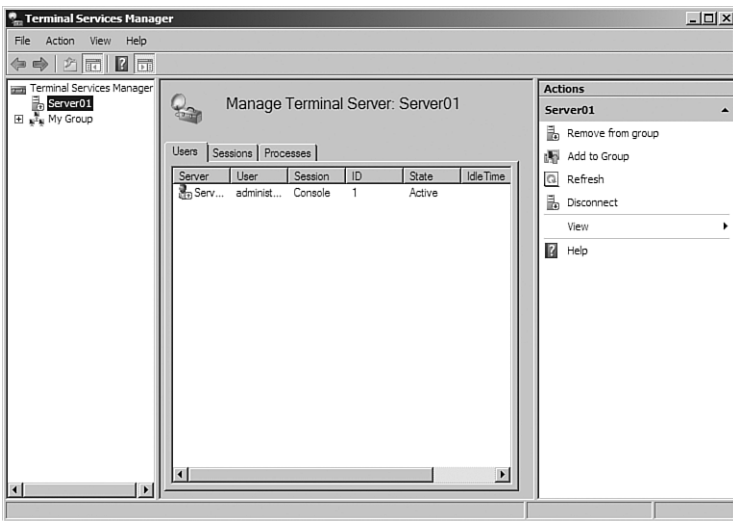 Terminal Services Manager
File Action View Help
Terminal Services Manager
Server01
My Group
Manage Terminal Server: Server01
Users Sessions Processes
Server User Session ID State Idle Time
Serv... administ... Console 1 Active
Actions
Server01
Remove from group
Add to Group
Refresh
Disconnect
View
Help